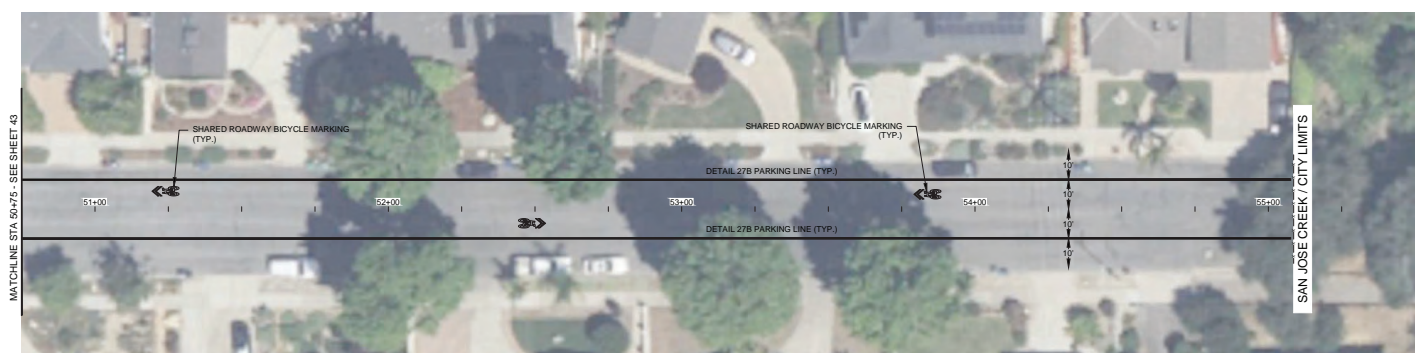 MATCHLINE STA 50+75 - SEE SHEET 43
SHARED ROADWAY BICYCLE MARKING
(TYP.)
SHARED ROADWAY BICYCLE MARKING
(TYP.)
DETAIL 27B PARKING LINE (TYP.)
10'
10'
51+00
52+00
53+00
54+00
55+00
10'
DETAIL 27B PARKING LINE (TYP.)
10'
SAN JOSE CREEK / CITY LIMITS